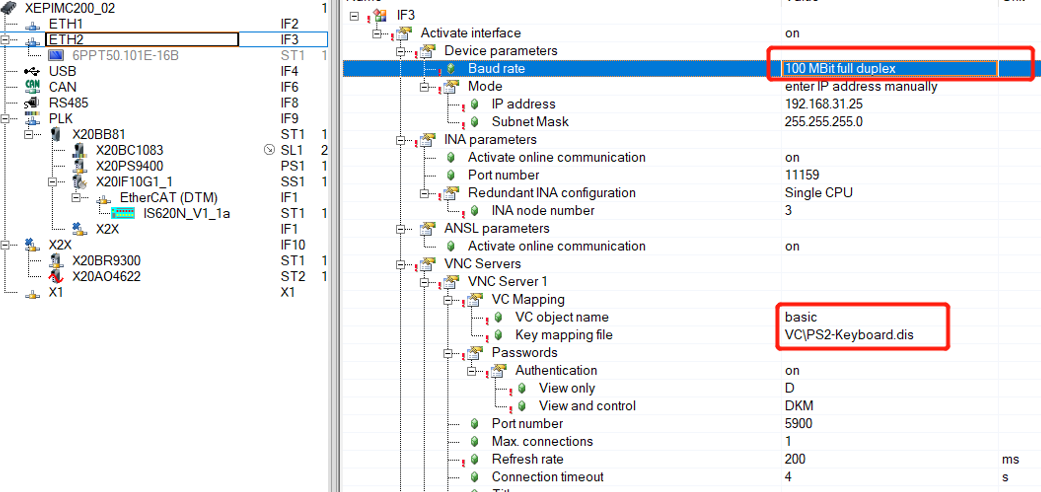 XEPIMC200_02 1
ETH1 IF2
ETH2 IF3
6PPT50.101E-16B ST1 1
USB IF4
CAN IF6
RS485 IF8
PLK IF9
X20BB81 ST1 1
X20BC1083 SL1 2
X20PS9400 PS1 1
X20IF10G1_1 SS1 1
EtherCAT (DTM) IF1
IS620N_V1_1a ST1 1
X2X IF1
X2X IF10
X20BR9300 ST1 1
X20AO4622 ST2 1
X1 X1
IF3
Activate interface on
Device parameters
Baud rate 100 MBit full duplex
Mode enter IP address manually
IP address 192.168.31.25
Subnet Mask 255.255.255.0
INA parameters
Activate online communication on
Port number 11159
Redundant INA configuration Single CPU
INA node number 3
ANSL parameters
Activate online communication on
VNC Servers
VNC Server 1
VC Mapping
VC object name basic
Key mapping file VC\PS2-Keyboard.dis
Passwords
Authentication on
View only D
View and control DKM
Port number 5900
Max. connections 1
Refresh rate 200 ms
Connection timeout 4 s